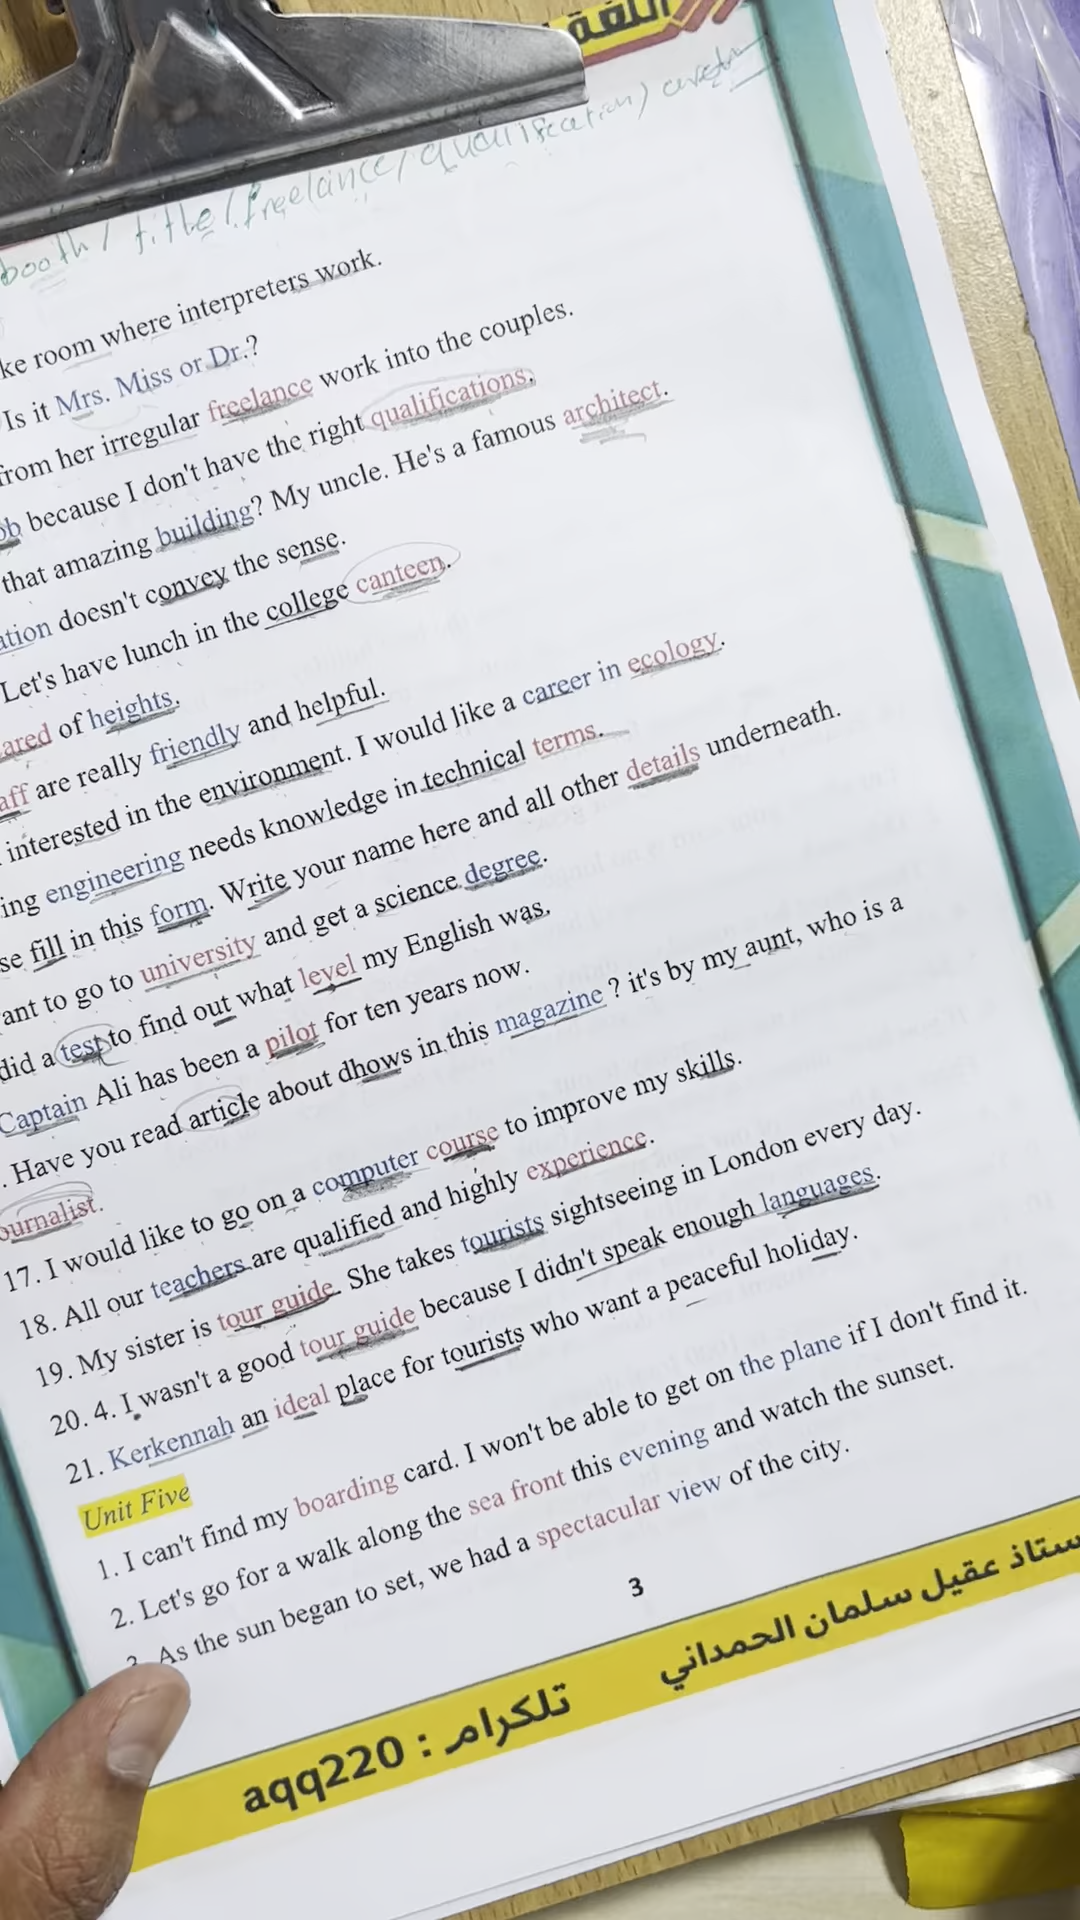 اللغة
booth / title / freelance / qualification /
ke room where interpreters work.
Is it Mrs. Miss or Dr.?
from her irregular freelance work into the couples.
ob because I don't have the right qualifications.
that amazing building? My uncle. He's a famous architect.
ation doesn't convey the sense.
Let's have lunch in the college canteen.
ared of heights.
aff are really friendly and helpful.
interested in the environment. I would like a career in ecology.
ing engineering needs knowledge in technical terms.
se fill in this form. Write your name here and all other details underneath.
ant to go to university and get a science degree.
did a test to find out what level my English was.
Captain Ali has been a pilot for ten years now.
. Have you read article about dhows in this magazine ? it's by my aunt, who is a
ournalist.
17. I would like to go on a computer course to improve my skills.
18. All our teachers are qualified and highly experience.
19. My sister is tour guide. She takes tourists sightseeing in London every day.
20. 4. I wasn't a good tour guide because I didn't speak enough languages.
21. Kerkennah an ideal place for tourists who want a peaceful holiday.
Unit Five
1. I can't find my boarding card. I won't be able to get on the plane if I don't find it.
2. Let's go for a walk along the sea front this evening and watch the sunset.
3. As the sun began to set, we had a spectacular view of the city.
3
ستاذ عقيل سلمان الحمداني
تلكرام : aqq220